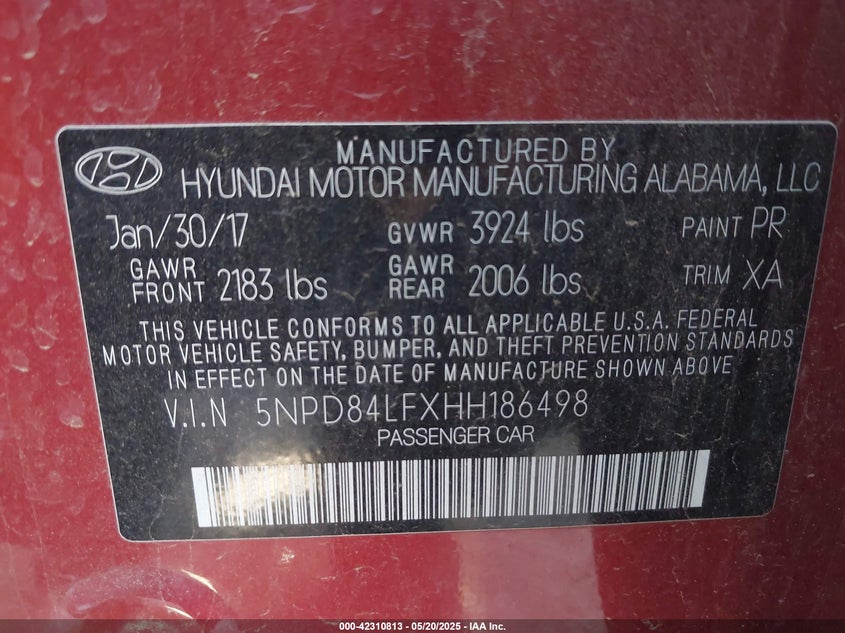 MANUFACTURED BY
HYUNDAI MOTOR MANUFACTURING ALABAMA, LLC
Jan/30/17 GVWR 3924 lbs PAINT PR
GAWR FRONT 2183 lbs GAWR REAR 2006 lbs TRIM XA
THIS VEHICLE CONFORMS TO ALL APPLICABLE U.S.A. FEDERAL
MOTOR VEHICLE SAFETY, BUMPER, AND THEFT PREVENTION STANDARDS
IN EFFECT ON THE DATE OF MANUFACTURE SHOWN ABOVE
V.I.N 5NPD84LFXHH186498
PASSENGER CAR
000-42310813 — 05/20/2025 — IAA Inc.